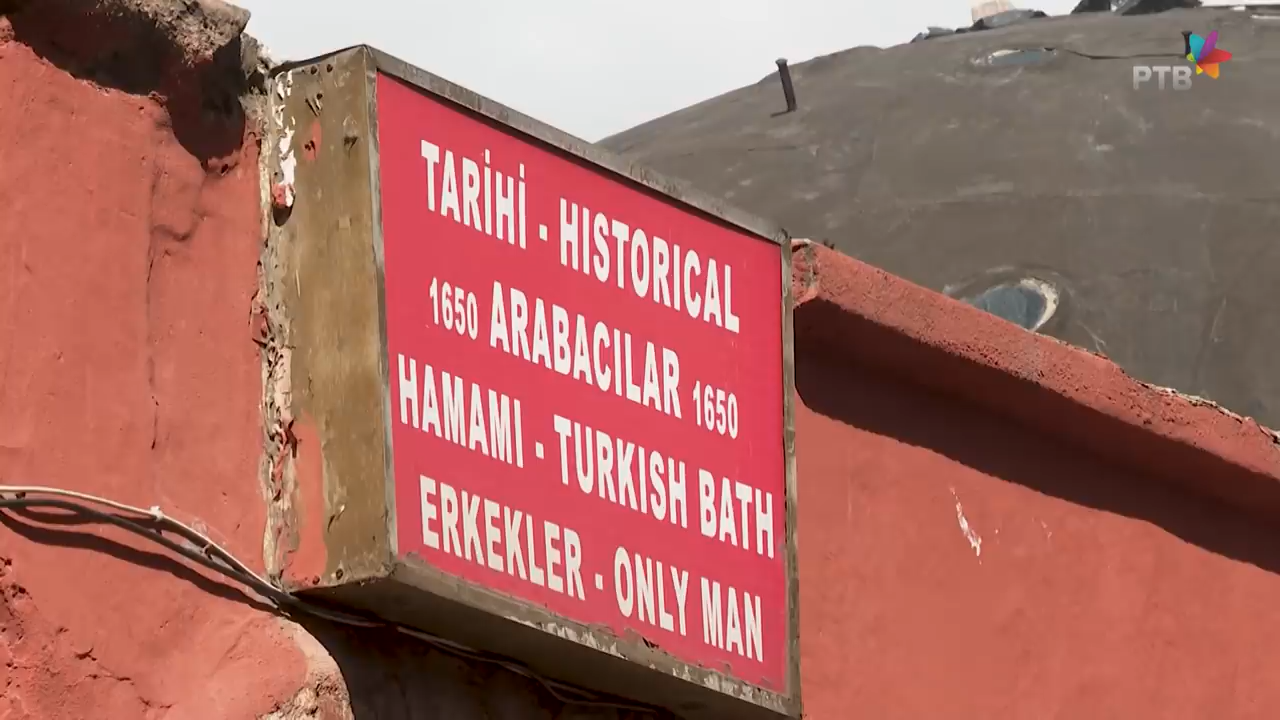 PTB
TARİHİ - HISTORICAL
1650 ARABACILAR 1650
HAMAMI - TURKISH BATH
ERKEKLER - ONLY MAN